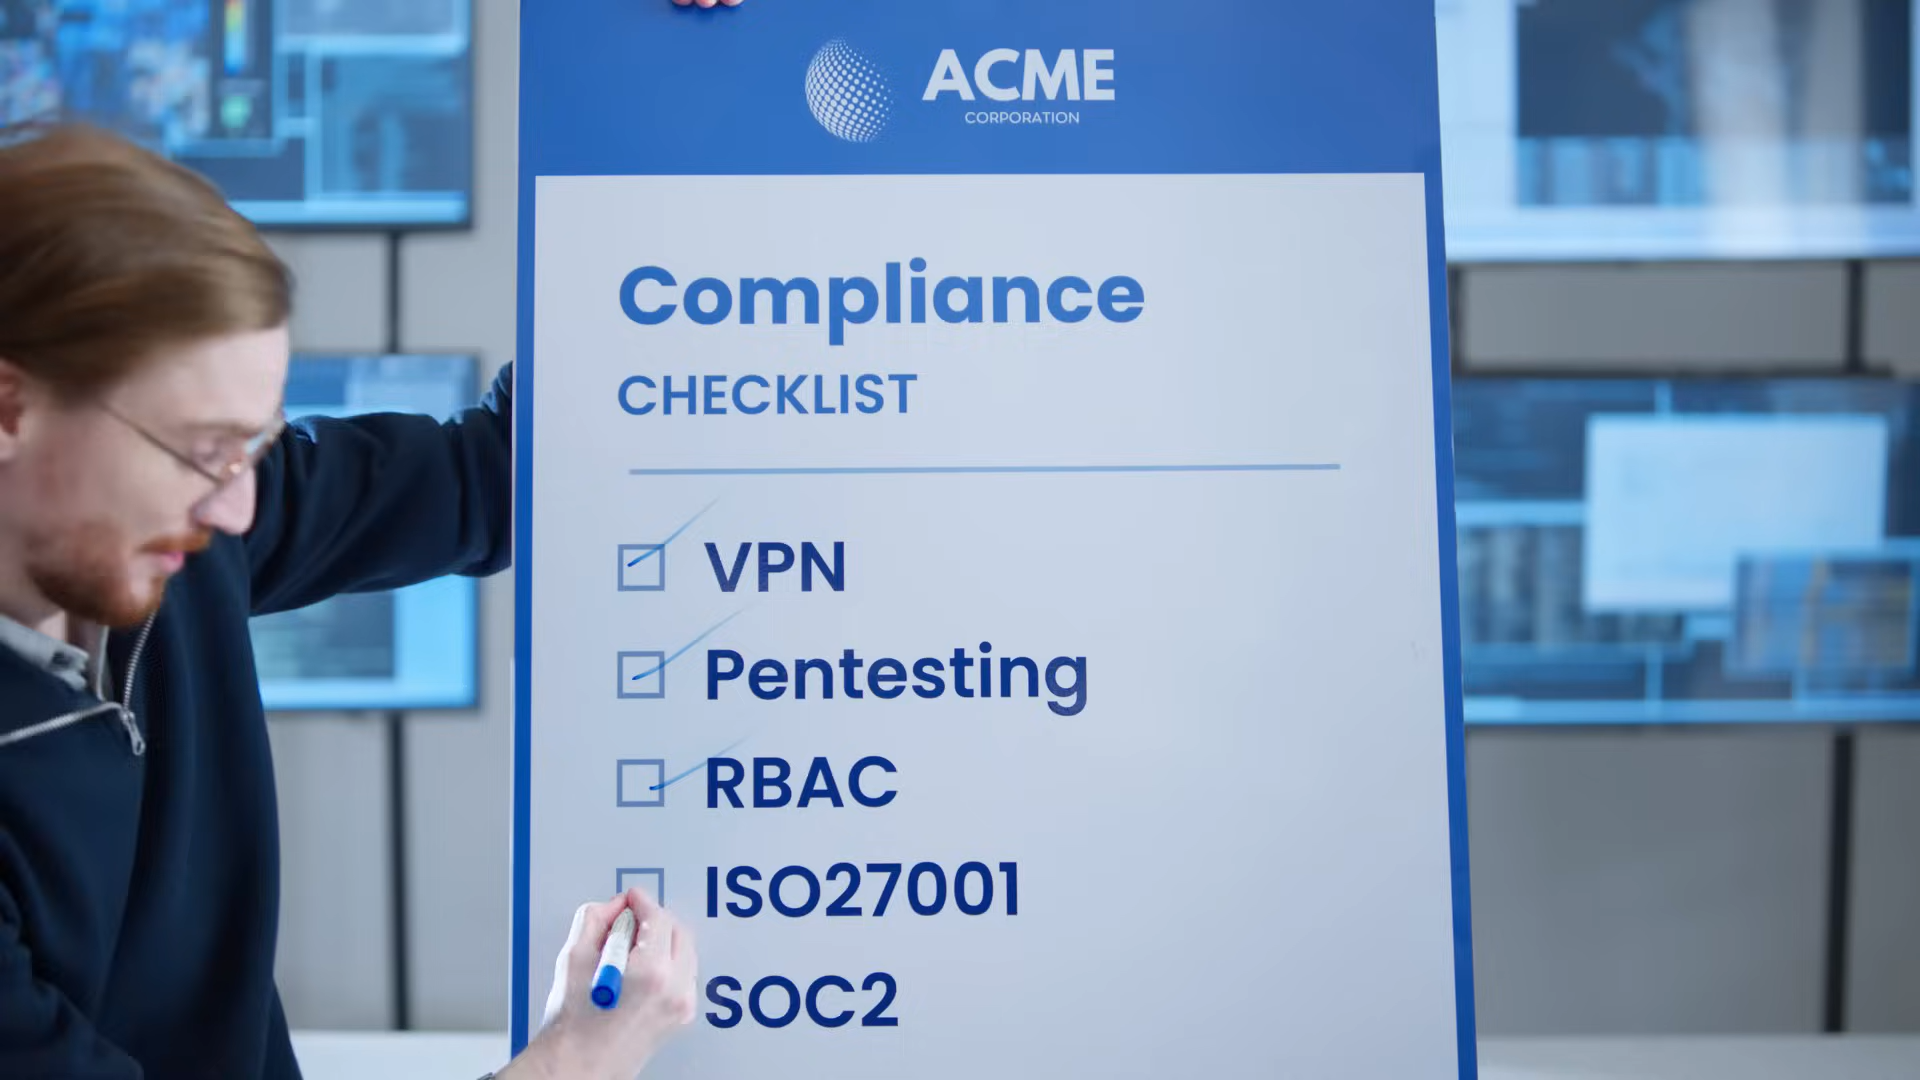 ACME
CORPORATION
Compliance
CHECKLIST
VPN
Pentesting
RBAC
ISO27001
SOC2